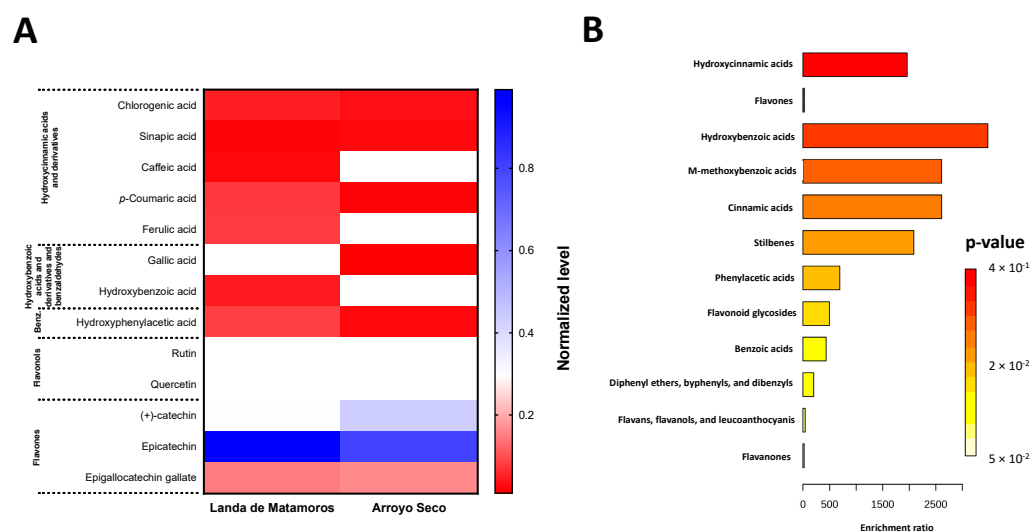 A
Hydroxycinnamic acids
and derivatives
Chlorogenic acid
Sinapic acid
Caffeic acid
p-Coumaric acid
Ferulic acid
Hydroxybenzoic
acids and
derivatives and
benzaldehydes
Gallic acid
Hydroxybenzoic acid
Benz.
Hydroxyphenylacetic acid
Flavonols
Rutin
Quercetin
Flavones
(+)-catechin
Epicatechin
Epigallocatechin gallate
Landa de Matamoros
Arroyo Seco
0.8
0.6
0.4
0.2
Normalized level
B
Hydroxycinnamic acids
Flavones
Hydroxybenzoic acids
M-methoxybenzoic acids
Cinnamic acids
Stilbenes
Phenylacetic acids
Flavonoid glycosides
Benzoic acids
Diphenyl ethers, byphenyls, and dibenzyls
Flavans, flavanols, and leucoanthocyanis
Flavanones
0 500 1500 2500
Enrichment ratio
p-value
4 × 10⁻¹
2 × 10⁻²
5 × 10⁻²